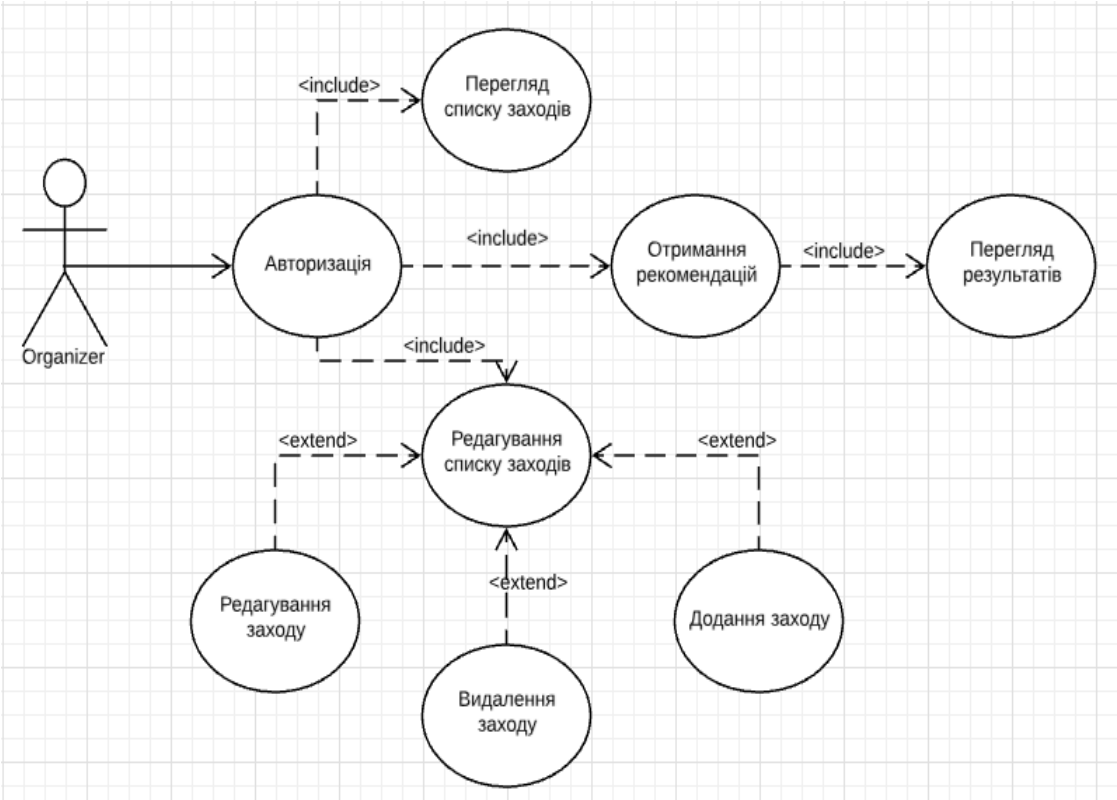 <include>
Перегляд
списку заходів
Авторизація
<include>
Отримання
рекомендацій
<include>
Перегляд
результатів
Organizer
<include>
Редагування
списку заходів
<extend>
<extend>
Редагування
заходу
<extend>
Видалення
заходу
Додання заходу